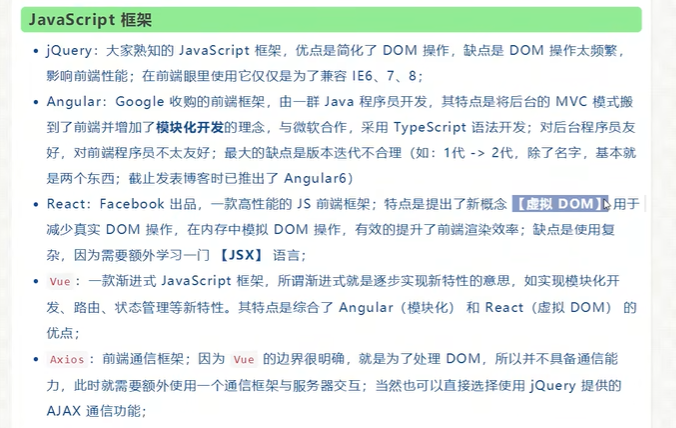 JavaScript 框架
• jQuery：大家熟知的 JavaScript 框架，优点是简化了 DOM 操作，缺点是 DOM 操作太频繁，
影响前端性能；在前端眼里使用它仅仅是为了兼容 IE6、7、8；
• Angular：Google 收购的前端框架，由一群 Java 程序员开发，其特点是将后台的 MVC 模式搬
到了前端并增加了模块化开发的理念，与微软合作，采用 TypeScript 语法开发；对后台程序员友
好，对前端程序员不太友好；最大的缺点是版本迭代不合理（如：1代 -> 2代，除了名字，基本就
是两个东西；截止发表博客时已推出了 Angular6）
• React：Facebook 出品，一款高性能的 JS 前端框架；特点是提出了新概念 【虚拟 DOM】用于
减少真实 DOM 操作，在内存中模拟 DOM 操作，有效的提升了前端渲染效率；缺点是使用复
杂，因为需要额外学习一门 【JSX】 语言；
• Vue：一款渐进式 JavaScript 框架，所谓渐进式就是逐步实现新特性的意思，如实现模块化开
发、路由、状态管理等新特性。其特点是综合了 Angular（模块化） 和 React（虚拟 DOM） 的
优点；
• Axios：前端通信框架；因为 Vue 的边界很明确，就是为了处理 DOM，所以并不具备通信能
力，此时就需要额外使用一个通信框架与服务器交互；当然也可以直接选择使用 jQuery 提供的
AJAX 通信功能；